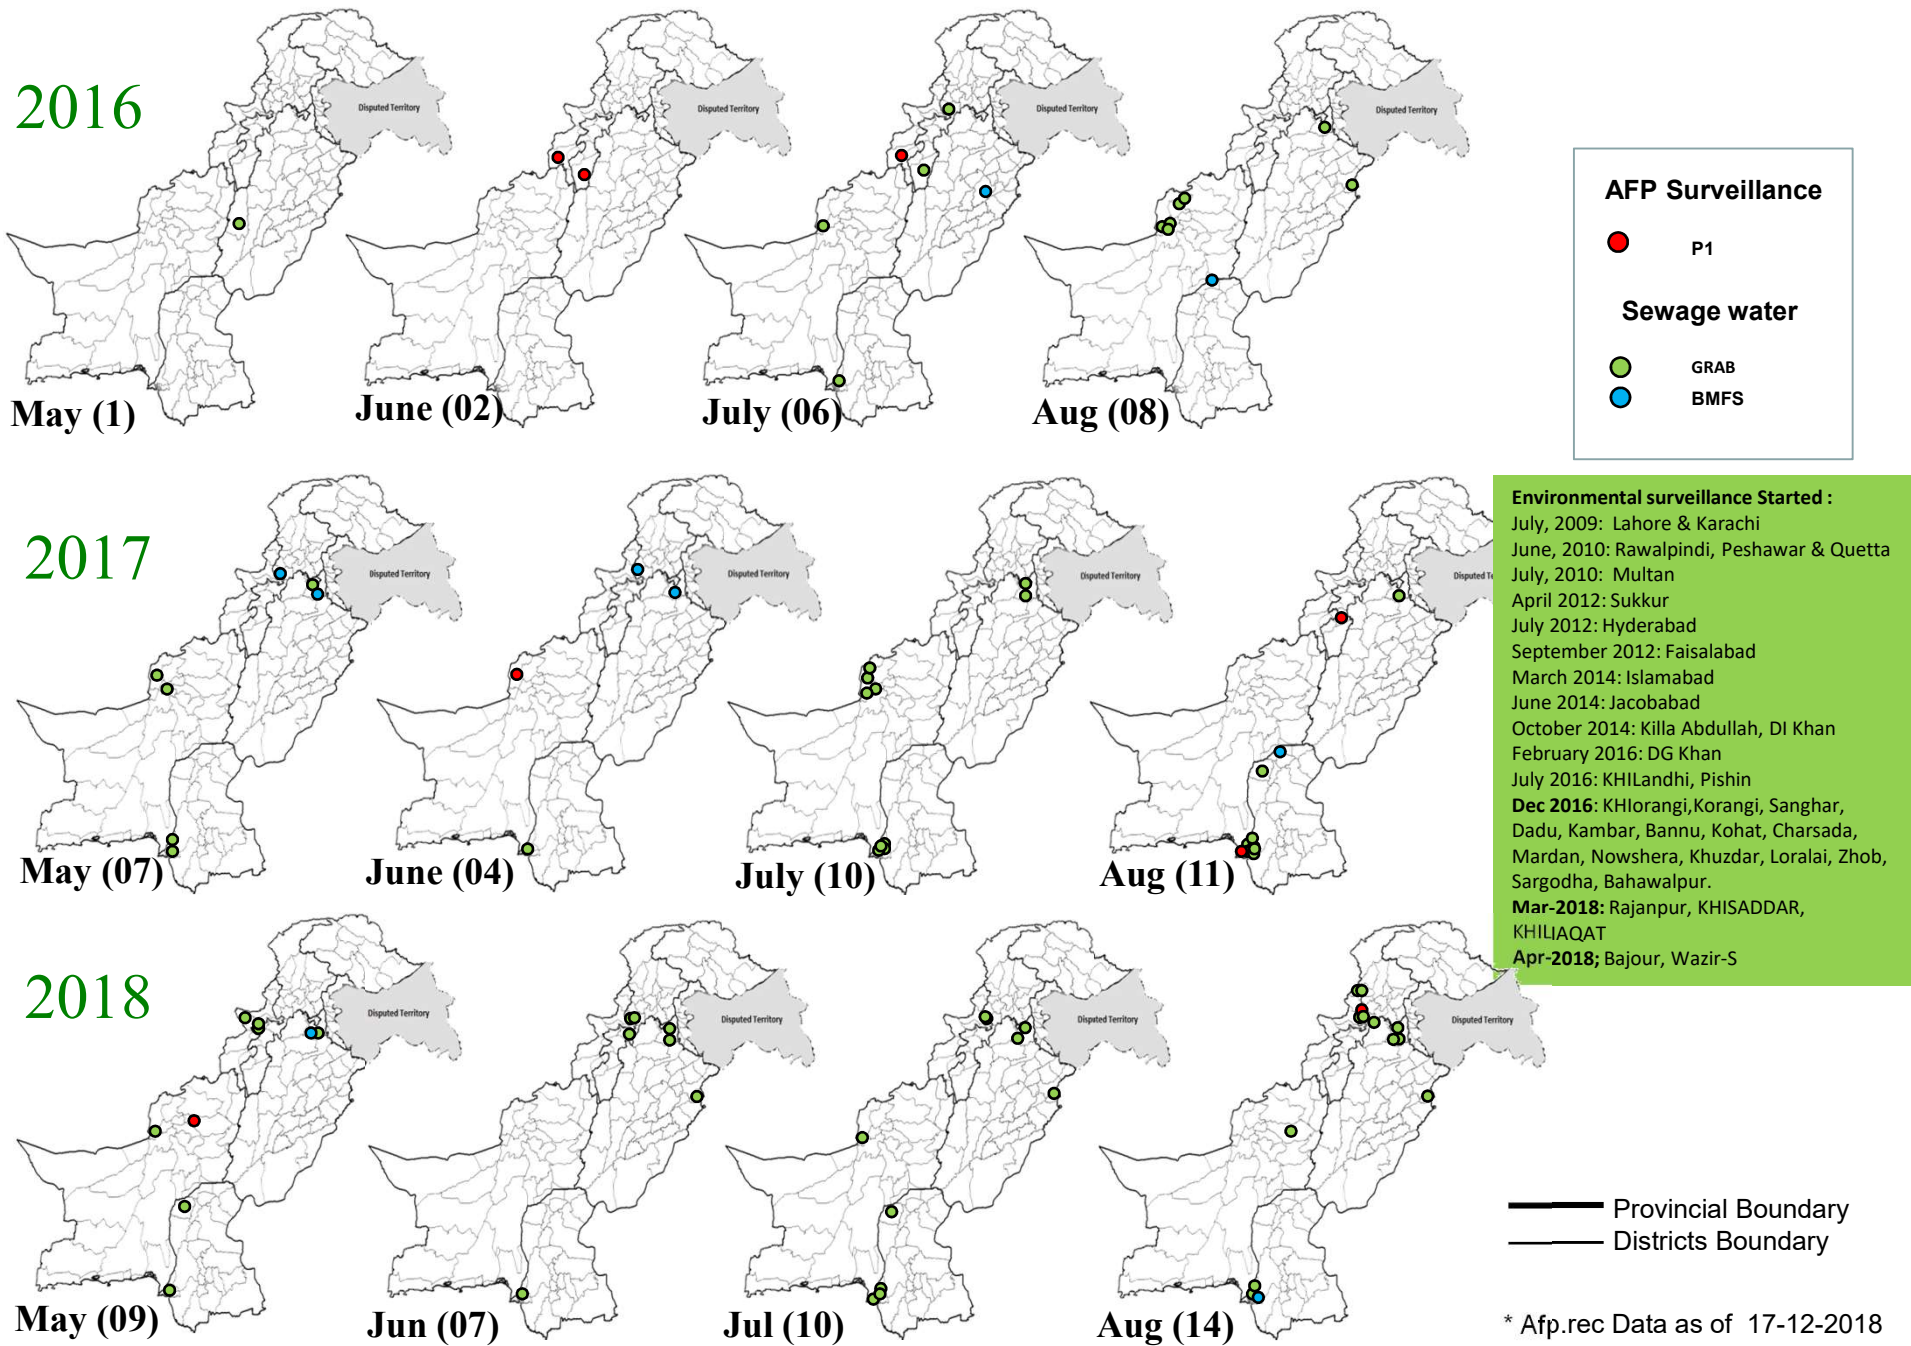 2016
Disputed Territory
Disputed Territory
Disputed Territory
Disputed Territory
May (1)
June (02)
July (06)
Aug (08)
AFP Surveillance
P1
Sewage water
GRAB
BMFS
2017
Disputed Territory
Disputed Territory
Disputed Territory
Disputed Te
May (07)
June (04)
July (10)
Aug (11)
Environmental surveillance Started :
July, 2009: Lahore & Karachi
June, 2010: Rawalpindi, Peshawar & Quetta
July, 2010: Multan
April 2012: Sukkur
July 2012: Hyderabad
September 2012: Faisalabad
March 2014: Islamabad
June 2014: Jacobabad
October 2014: Killa Abdullah, DI Khan
February 2016: DG Khan
July 2016: KHILandhi, Pishin
Dec 2016: KHIorangi,Korangi, Sanghar,
Dadu, Kambar, Bannu, Kohat, Charsada,
Mardan, Nowshera, Khuzdar, Loralai, Zhob,
Sargodha, Bahawalpur.
Mar-2018: Rajanpur, KHISADDAR,
KHILIAQAT
Apr-2018; Bajour, Wazir-S
2018
Disputed Territory
Disputed Territory
Disputed Territory
Disputed Territory
May (09)
Jun (07)
Jul (10)
Aug (14)
Provincial Boundary
Districts Boundary
* Afp.rec Data as of 17-12-2018